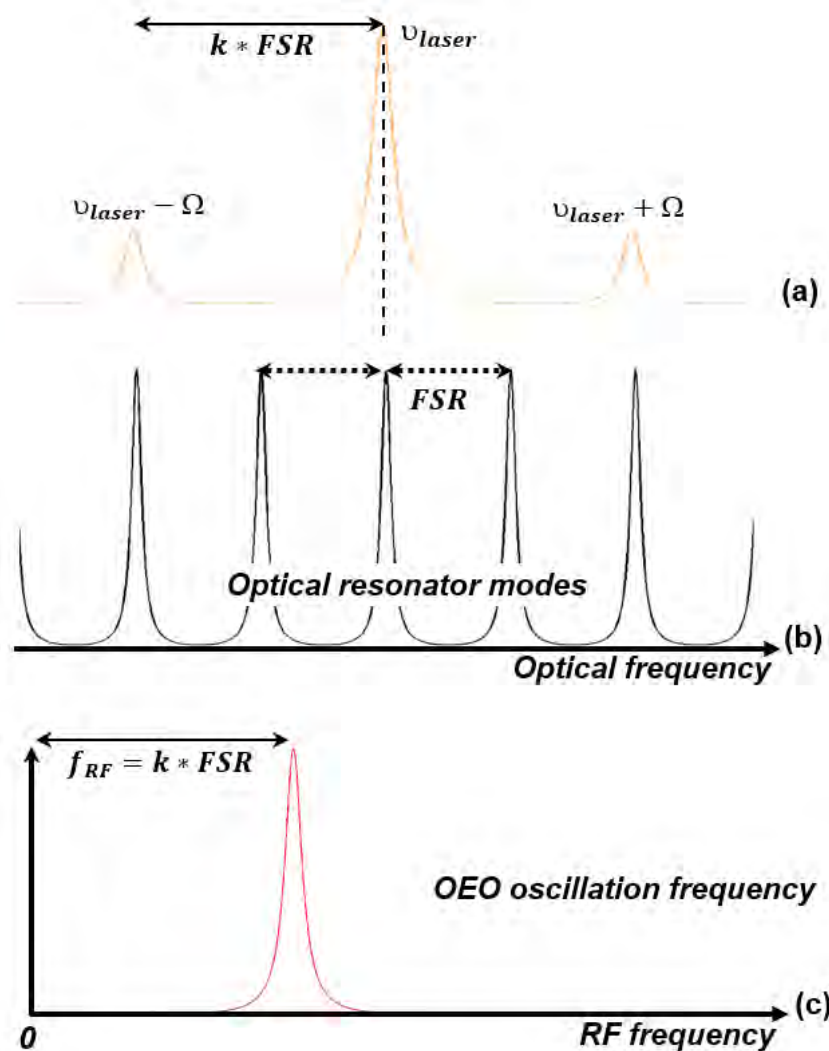 k * FSR
υlaser
υlaser − Ω
υlaser + Ω
(a)
FSR
Optical resonator modes
(b)
Optical frequency
fRF = k * FSR
OEO oscillation frequency
(c)
0
RF frequency